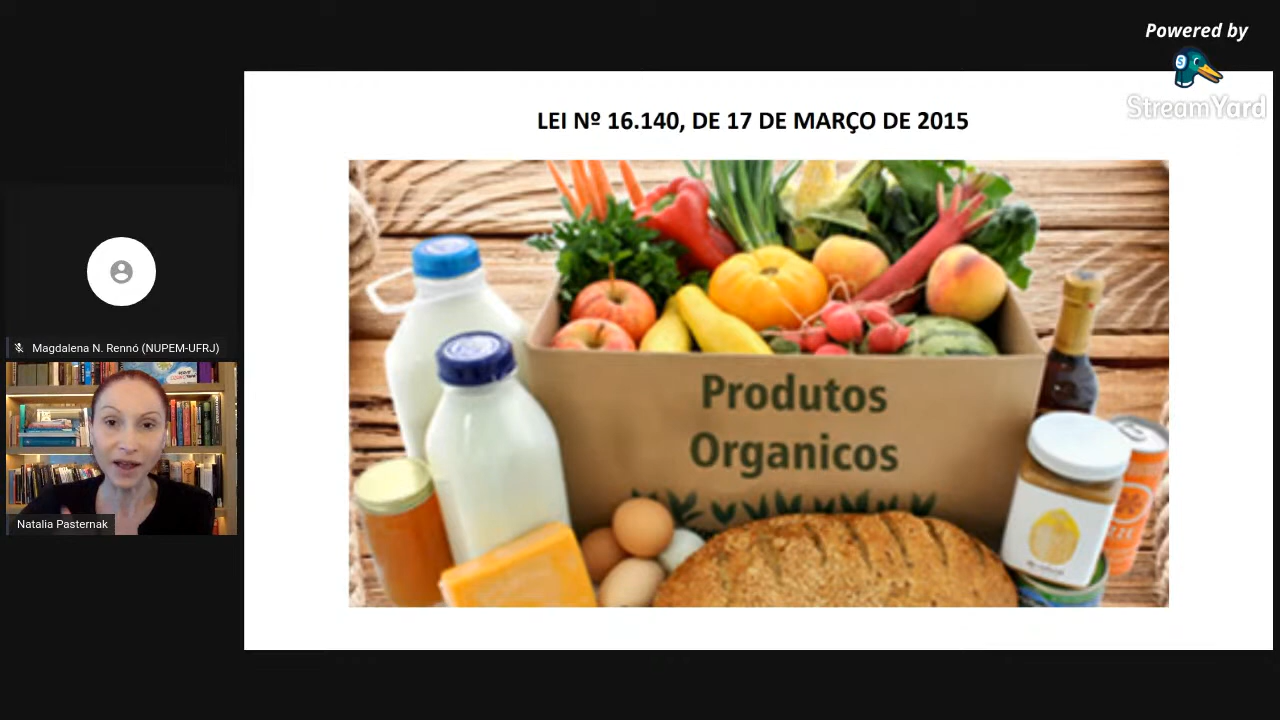 Powered by
StreamYard
LEI Nº 16.140, DE 17 DE MARÇO DE 2015
Produtos
Organicos
Magdalena N. Rennó (NUPEM-UFRJ)
Natalia Pasternak